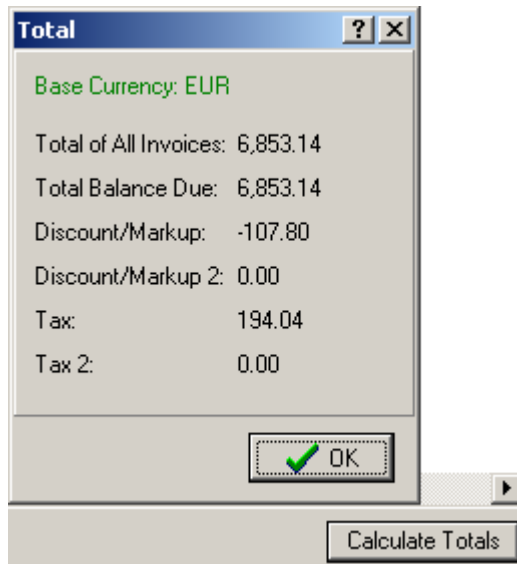 Total
Base Currency: EUR
Total of All Invoices: 6,853.14
Total Balance Due: 6,853.14
Discount/Markup: -107.80
Discount/Markup 2: 0.00
Tax: 194.04
Tax 2: 0.00
OK
Calculate Totals